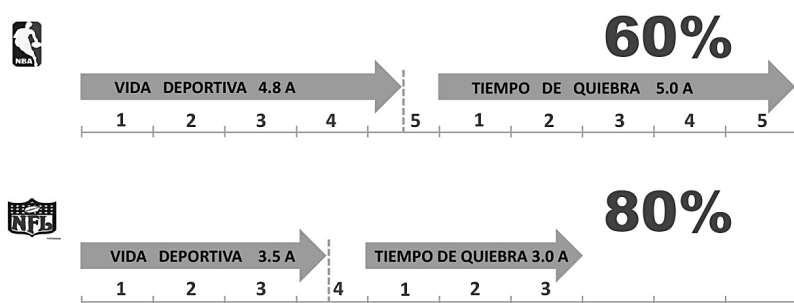 60%
NBA
VIDA DEPORTIVA 4.8 A
TIEMPO DE QUIEBRA 5.0 A
1 2 3 4 5 1 2 3 4 5
80%
NFL
VIDA DEPORTIVA 3.5 A
TIEMPO DE QUIEBRA 3.0 A
1 2 3 4 1 2 3